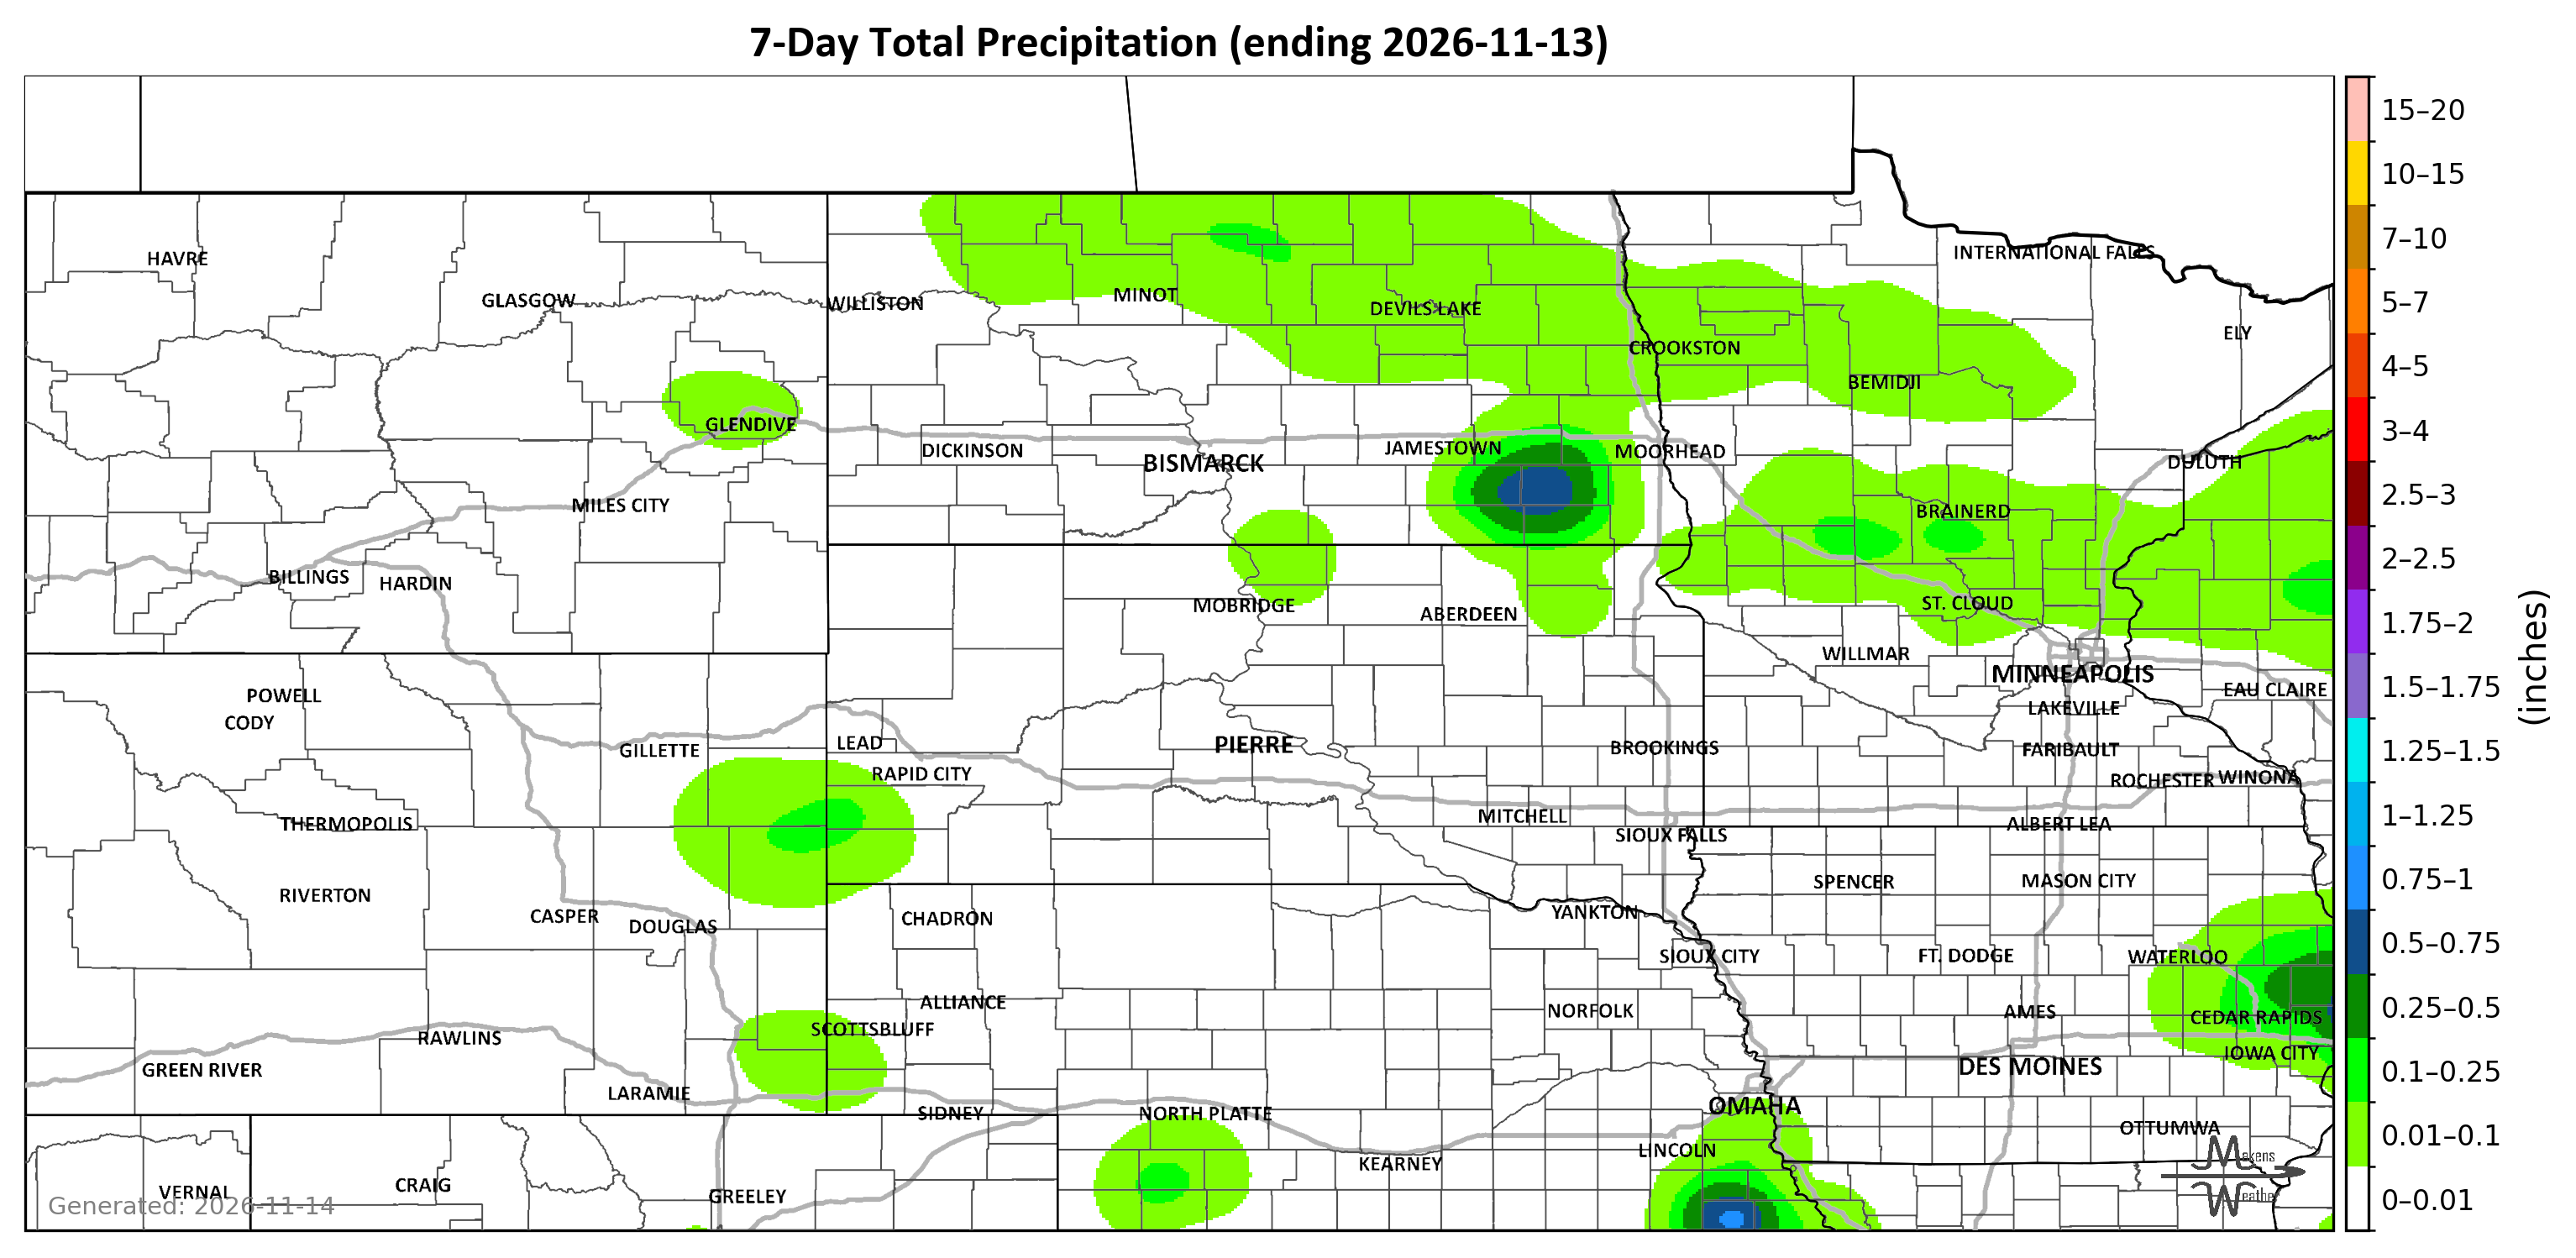 7-Day Total Precipitation (ending 2026-11-13)
HAVRE
INTERNATIONAL FALLS
GLASGOW
WILLISTON
MINOT
DEVILS LAKE
ELY
CROOKSTON
BEMIDJI
GLENDIVE
DICKINSON
BISMARCK
JAMESTOWN
MOORHEAD
DULUTH
MILES CITY
BRAINERD
BILLINGS
HARDIN
MOBRIDGE
ABERDEEN
ST. CLOUD
WILLMAR
MINNEAPOLIS
POWELL
CODY
EAU CLAIRE
LAKEVILLE
GILLETTE
LEAD
PIERRE
BROOKINGS
FARIBAULT
RAPID CITY
ROCHESTER
WINONA
THERMOPOLIS
MITCHELL
SIOUX FALLS
ALBERT LEA
RIVERTON
SPENCER
MASON CITY
CASPER
DOUGLAS
CHADRON
YANKTON
SIOUX CITY
FT. DODGE
WATERLOO
ALLIANCE
NORFOLK
AMES
CEDAR RAPIDS
SCOTTSBLUFF
RAWLINS
IOWA CITY
GREEN RIVER
DES MOINES
LARAMIE
SIDNEY
NORTH PLATTE
OMAHA
OTTUMWA
LINCOLN
KEARNEY
VERNAL
CRAIG
GREELEY
Generated: 2026-11-14
Makens
Weather
15–20
10–15
7–10
5–7
4–5
3–4
2.5–3
2–2.5
1.75–2
1.5–1.75
1.25–1.5
1–1.25
0.75–1
0.5–0.75
0.25–0.5
0.1–0.25
0.01–0.1
0–0.01
(inches)